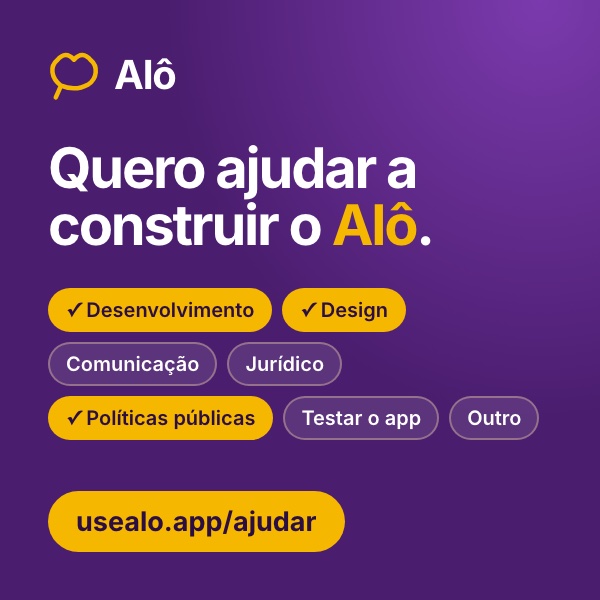 Alô
Quero ajudar a
construir o Alô.
✓ Desenvolvimento ✓ Design
Comunicação Jurídico
✓ Políticas públicas Testar o app Outro
usealo.app/ajudar